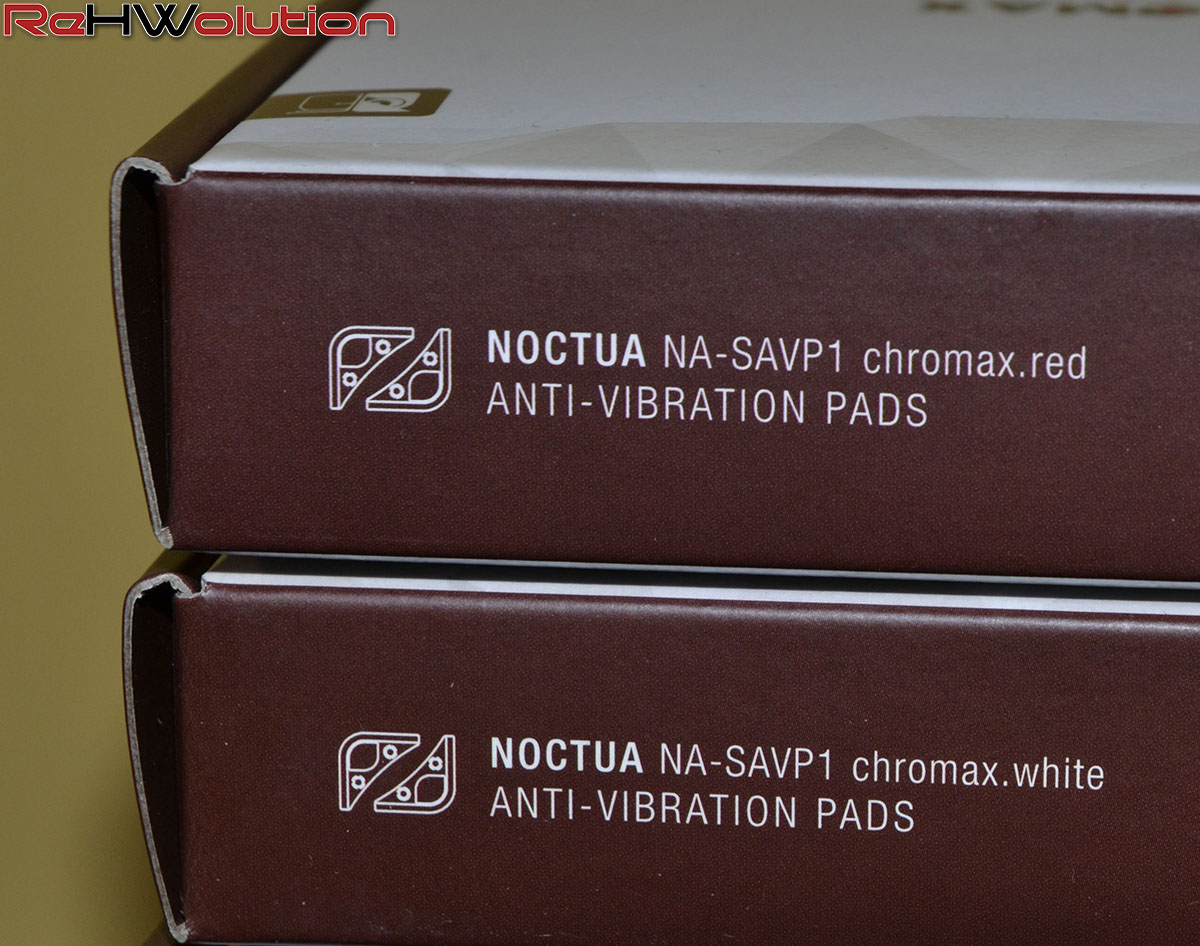 ReHWolution
NOCTUA NA-SAVP1 chromax.red
ANTI-VIBRATION PADS
NOCTUA NA-SAVP1 chromax.white
ANTI-VIBRATION PADS